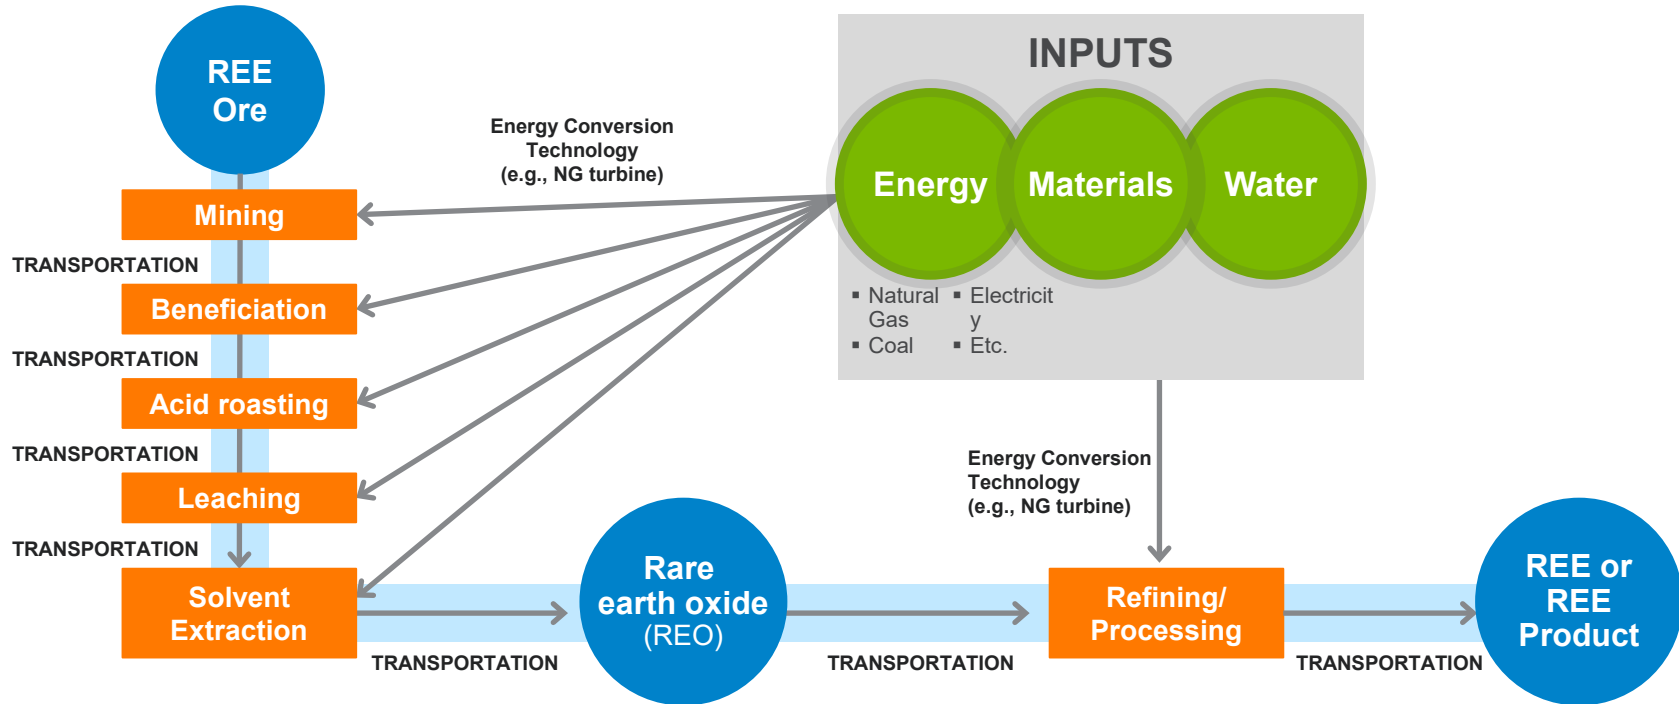 REE
Ore
INPUTS
Energy
Materials
Water
▪ Natural
Gas
▪ Coal
▪ Electricit
y
▪ Etc.
Energy Conversion
Technology
(e.g., NG turbine)
Mining
TRANSPORTATION
Beneficiation
TRANSPORTATION
Acid roasting
TRANSPORTATION
Leaching
TRANSPORTATION
Solvent
Extraction
TRANSPORTATION
Rare
earth oxide
(REO)
TRANSPORTATION
Energy Conversion
Technology
(e.g., NG turbine)
Refining/
Processing
TRANSPORTATION
REE or
REE
Product